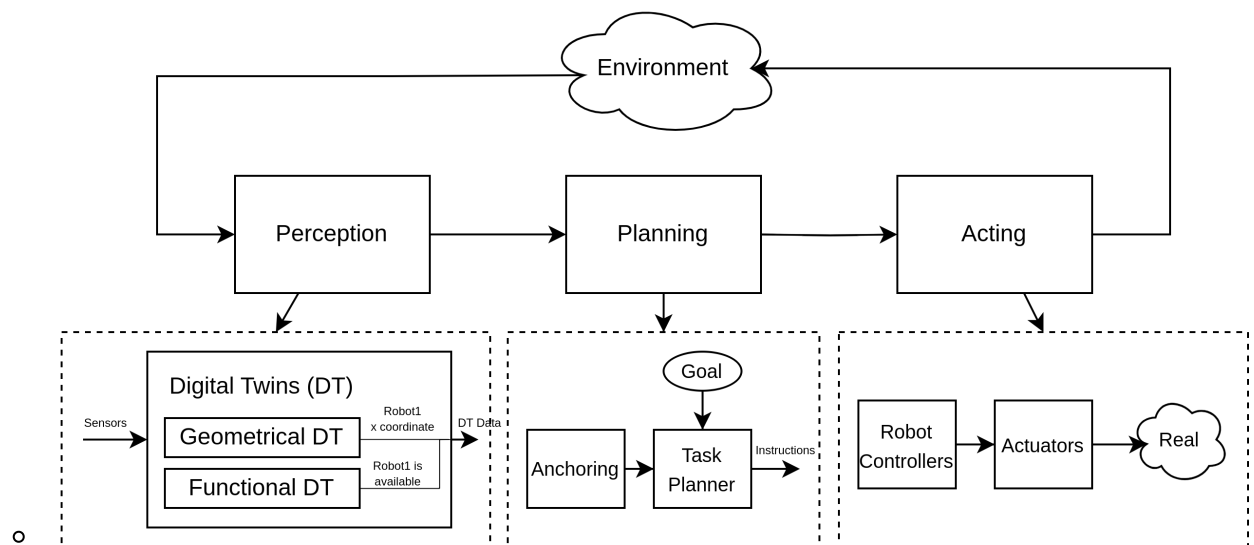 Environment
Perception
Planning
Acting
Sensors
Digital Twins (DT)
Geometrical DT
Functional DT
Robot1
x coordinate
Robot1 is
available
DT Data
Goal
Anchoring
Task
Planner
Instructions
Robot
Controllers
Actuators
Real